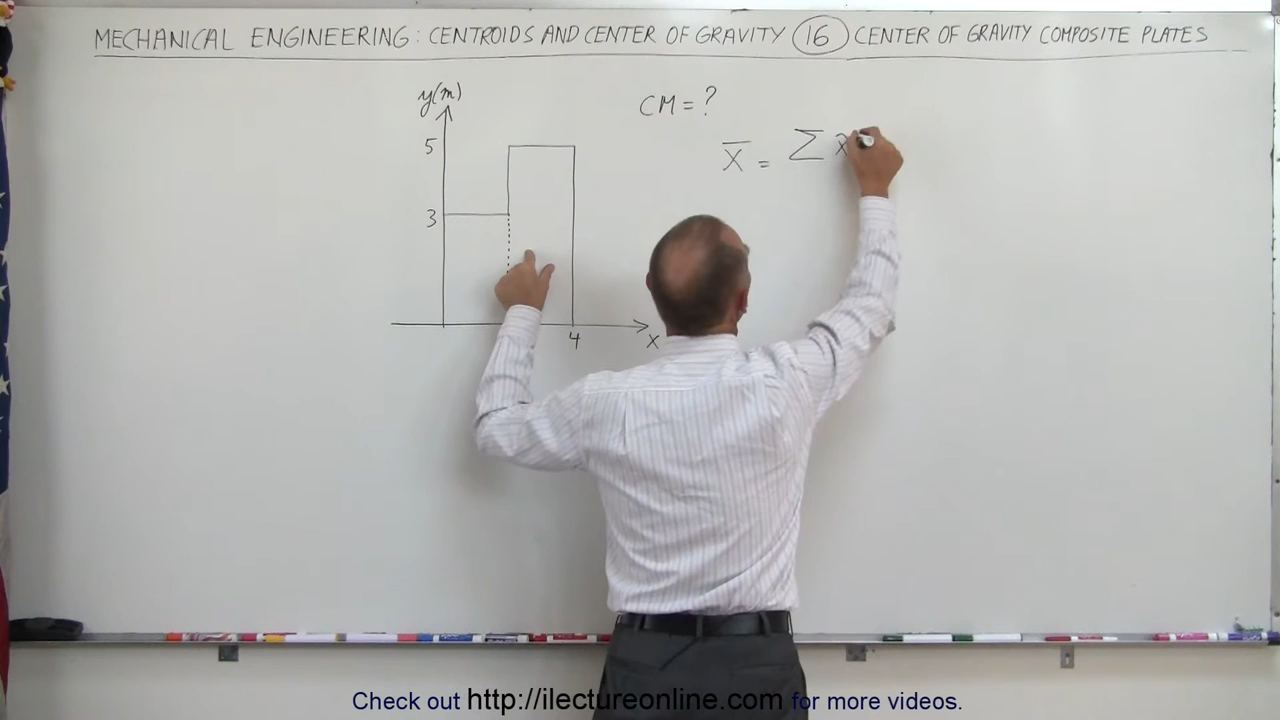 MECHANICAL ENGINEERING: CENTROIDS AND CENTER OF GRAVITY 16 CENTER OF GRAVITY COMPOSITE PLATES
y(m)
CM = ?
5
X̅ = Σ x
3
4
x
Check out http://ilectureonline.com for more videos.